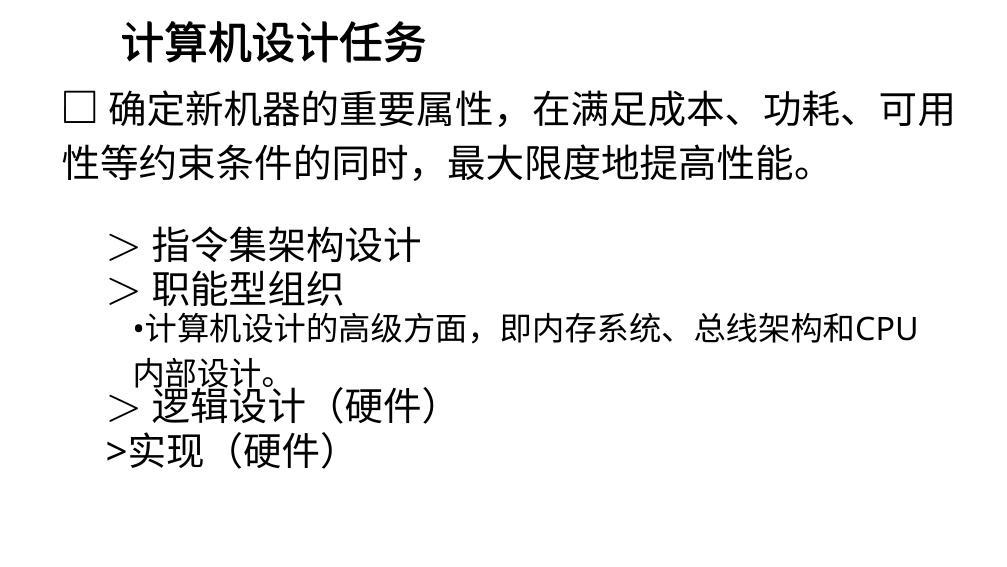 计算机设计任务
□ 确定新机器的重要属性，在满足成本、功耗、可用
性等约束条件的同时，最大限度地提高性能。
＞ 指令集架构设计
＞ 职能型组织
•计算机设计的高级方面，即内存系统、总线架构和CPU
内部设计。
＞ 逻辑设计（硬件）
>实现（硬件）